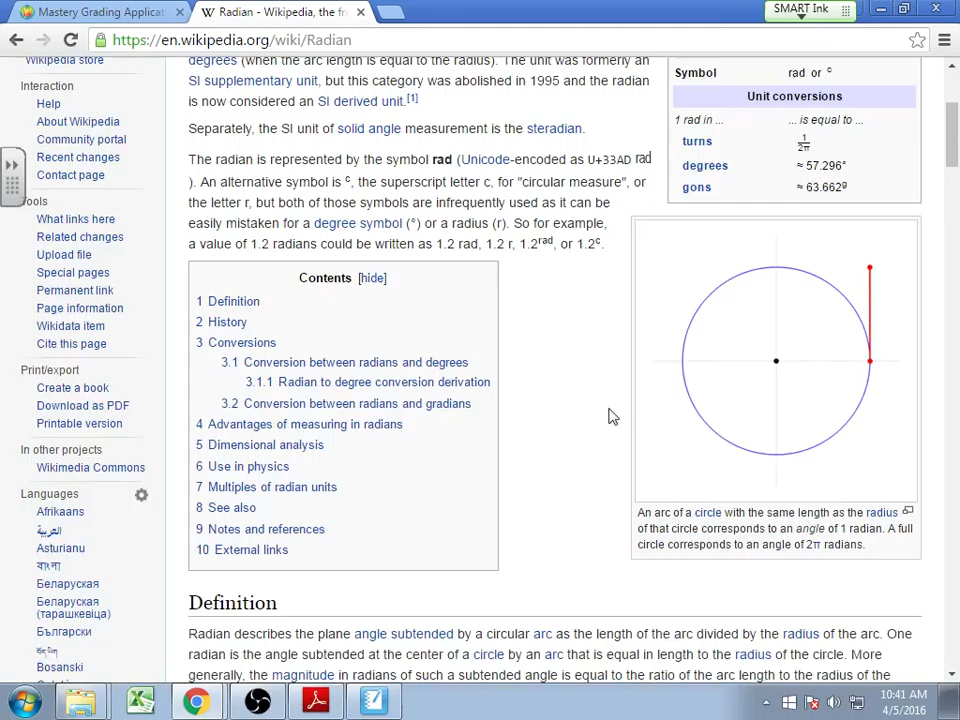 Mastery Grading Applicat
W Radian - Wikipedia, the fr
SMART Ink
https://en.wikipedia.org/wiki/Radian
Wikipedia store
Interaction
Help
About Wikipedia
Community portal
Recent changes
Contact page
Tools
What links here
Related changes
Upload file
Special pages
Permanent link
Page information
Wikidata item
Cite this page
Print/export
Create a book
Download as PDF
Printable version
In other projects
Wikimedia Commons
Languages
Afrikaans
العربية
Asturianu
বাংলা
Беларуская
Беларуская
(тарашкевіца)
Български
Bosanski
degrees (when the arc length is equal to the radius). The unit was formerly an
SI supplementary unit, but this category was abolished in 1995 and the radian
is now considered an SI derived unit.[1]
Separately, the SI unit of solid angle measurement is the steradian.
The radian is represented by the symbol rad (Unicode-encoded as U+33AD ㎭
). An alternative symbol is ᶜ, the superscript letter c, for "circular measure", or
the letter r, but both of those symbols are infrequently used as it can be
easily mistaken for a degree symbol (°) or a radius (r). So for example,
a value of 1.2 radians could be written as 1.2 rad, 1.2 r, 1.2ʳᵃᵈ, or 1.2ᶜ.
Contents [hide]
1 Definition
2 History
3 Conversions
3.1 Conversion between radians and degrees
3.1.1 Radian to degree conversion derivation
3.2 Conversion between radians and gradians
4 Advantages of measuring in radians
5 Dimensional analysis
6 Use in physics
7 Multiples of radian units
8 See also
9 Notes and references
10 External links
Symbol rad or ᶜ
Unit conversions
1 rad in ... ... is equal to ...
turns 1/2π
degrees ≈ 57.296°
gons ≈ 63.662ᵍ
An arc of a circle with the same length as the radius
of that circle corresponds to an angle of 1 radian. A full
circle corresponds to an angle of 2π radians.
Definition
Radian describes the plane angle subtended by a circular arc as the length of the arc divided by the radius of the arc. One
radian is the angle subtended at the center of a circle by an arc that is equal in length to the radius of the circle. More
generally, the magnitude in radians of such a subtended angle is equal to the ratio of the arc length to the radius of the
10:41 AM
4/5/2016